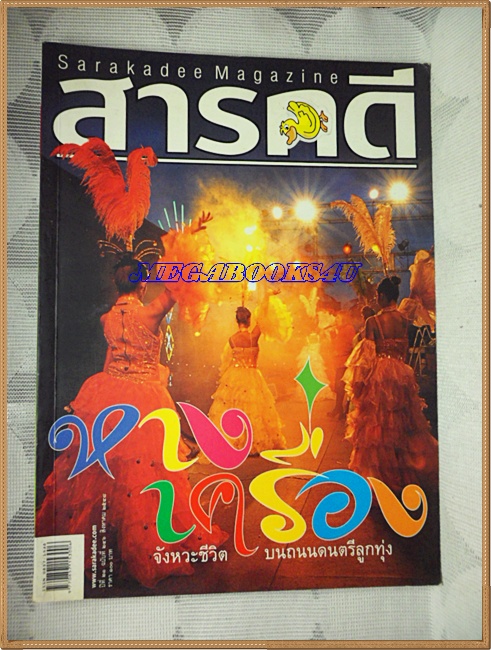 Sarakadee Magazine
สารคดี
MEGABOOKS4U
หางเครื่อง
จังหวะชีวิต บนถนนดนตรีลูกทุ่ง
www.sarakadee.com